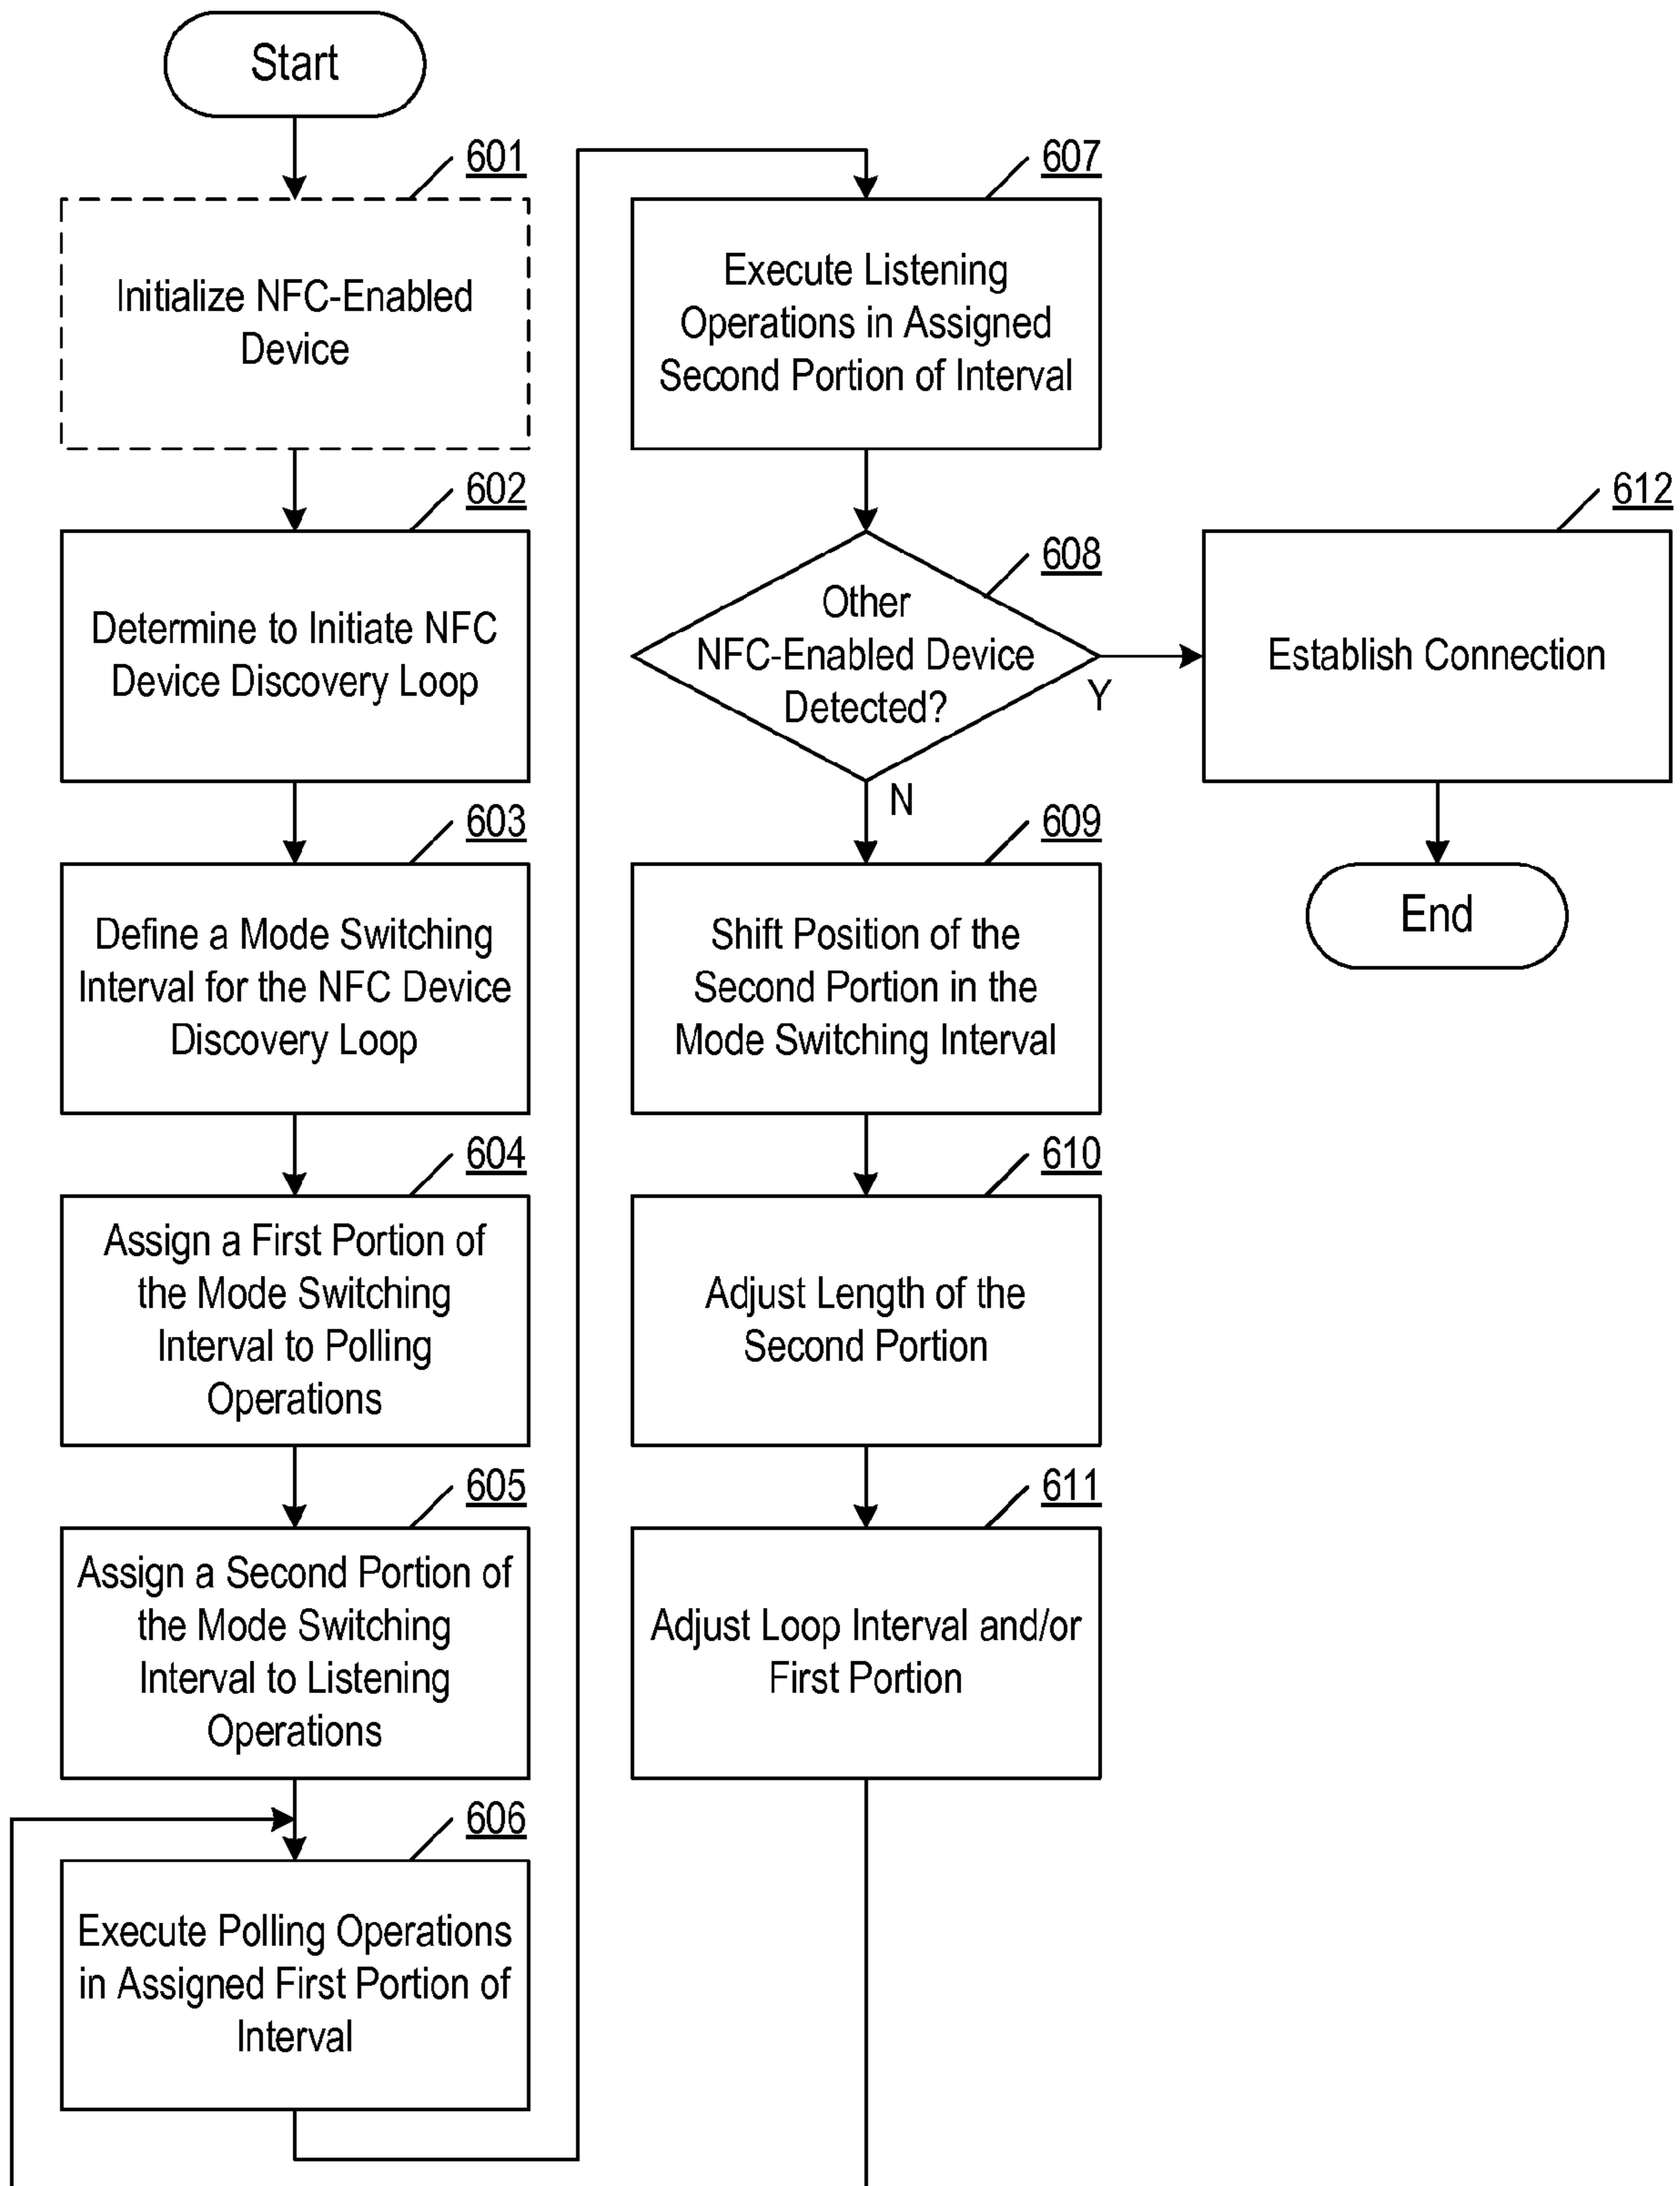 Start
601
Initialize NFC-Enabled
Device
602
Determine to Initiate NFC
Device Discovery Loop
603
Define a Mode Switching
Interval for the NFC Device
Discovery Loop
604
Assign a First Portion of
the Mode Switching
Interval to Polling
Operations
605
Assign a Second Portion of
the Mode Switching
Interval to Listening
Operations
606
Execute Polling Operations
in Assigned First Portion of
Interval
607
Execute Listening
Operations in Assigned
Second Portion of Interval
608
Other
NFC-Enabled Device
Detected?
Y
N
609
Shift Position of the
Second Portion in the
Mode Switching Interval
610
Adjust Length of the
Second Portion
611
Adjust Loop Interval and/or
First Portion
612
Establish Connection
End